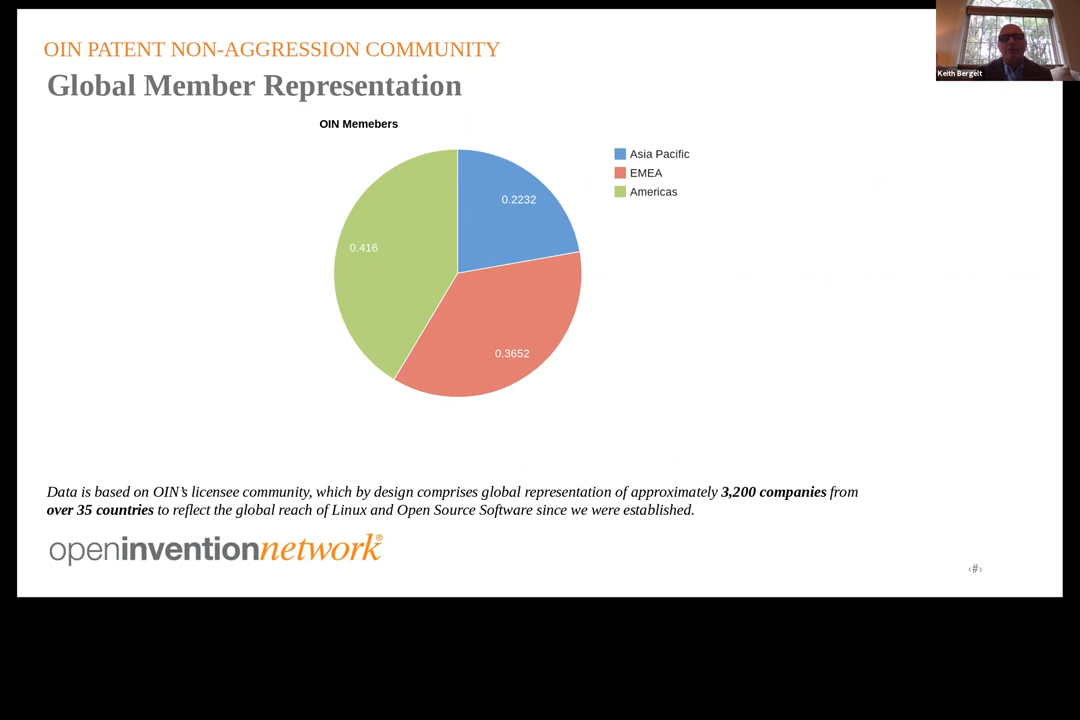 OIN PATENT NON-AGGRESSION COMMUNITY
Global Member Representation
Keith Bergelt
OIN Memebers
Asia Pacific
EMEA
Americas
0.2232
0.416
0.3652
Data is based on OIN’s licensee community, which by design comprises global representation of approximately 3,200 companies from
over 35 countries to reflect the global reach of Linux and Open Source Software since we were established.
openinventionnetwork®
‹#›